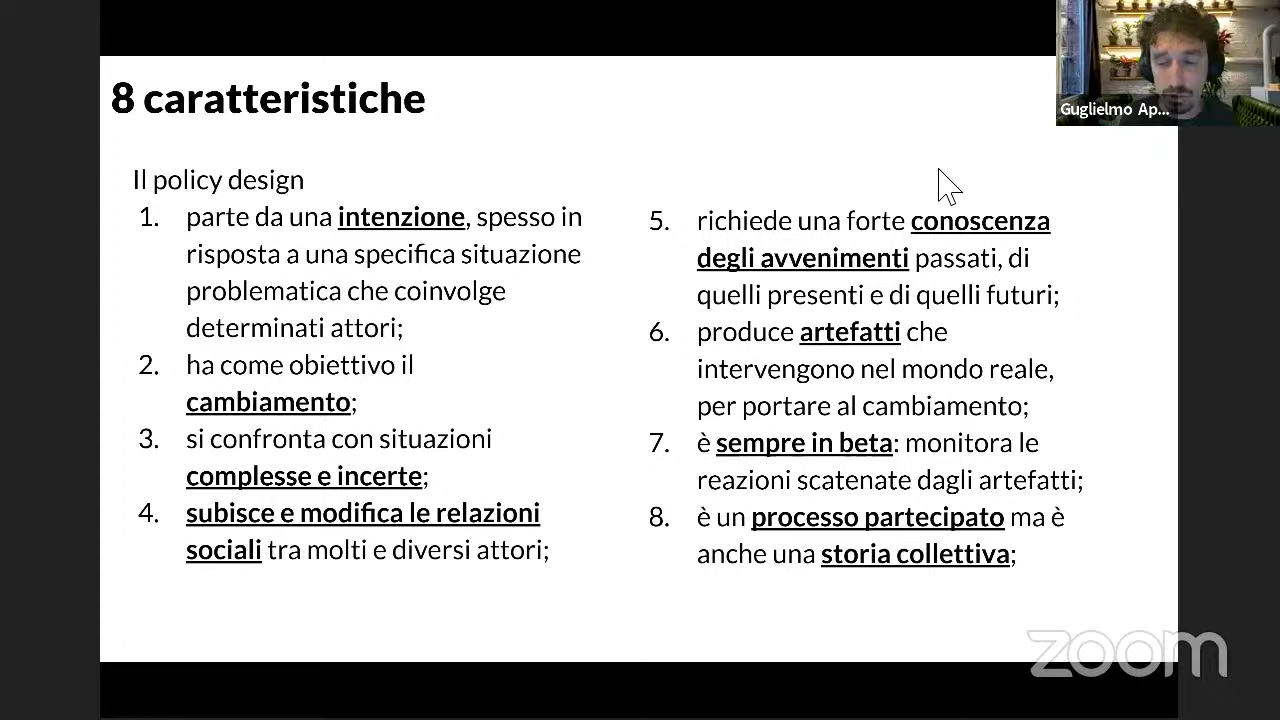 8 caratteristiche
Il policy design
1. parte da una intenzione, spesso in
risposta a una specifica situazione
problematica che coinvolge
determinati attori;
2. ha come obiettivo il
cambiamento;
3. si confronta con situazioni
complesse e incerte;
4. subisce e modifica le relazioni
sociali tra molti e diversi attori;
5. richiede una forte conoscenza
degli avvenimenti passati, di
quelli presenti e di quelli futuri;
6. produce artefatti che
intervengono nel mondo reale,
per portare al cambiamento;
7. è sempre in beta: monitora le
reazioni scatenate dagli artefatti;
8. è un processo partecipato ma è
anche una storia collettiva;
Guglielmo Ap...
zoom